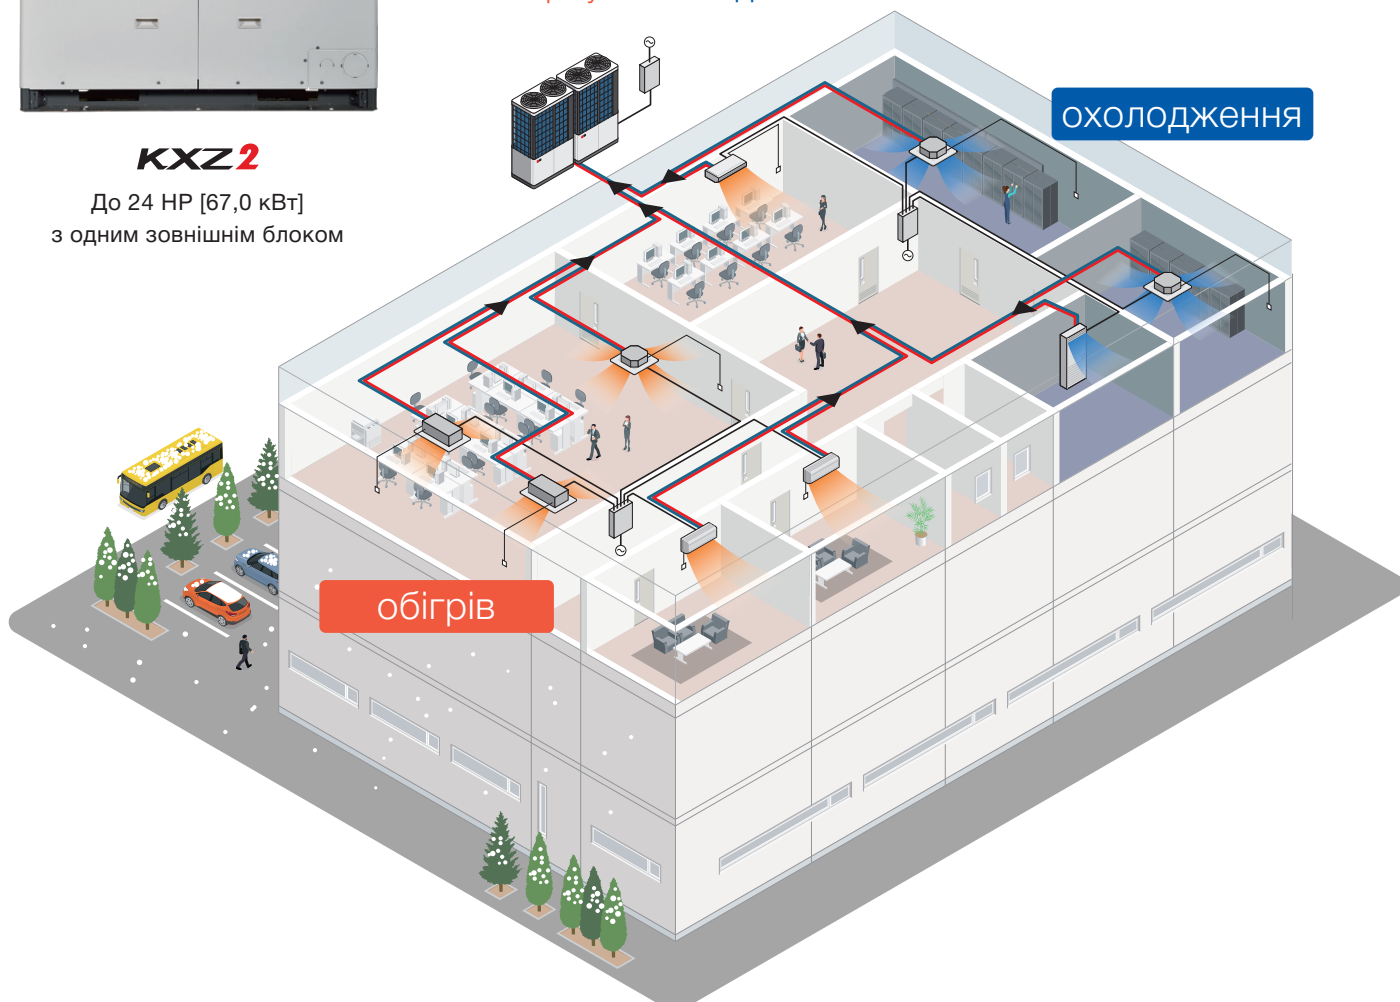 охолодження
KXZ2
До 24 HP [67,0 кВт]
з одним зовнішнім блоком
обігрів